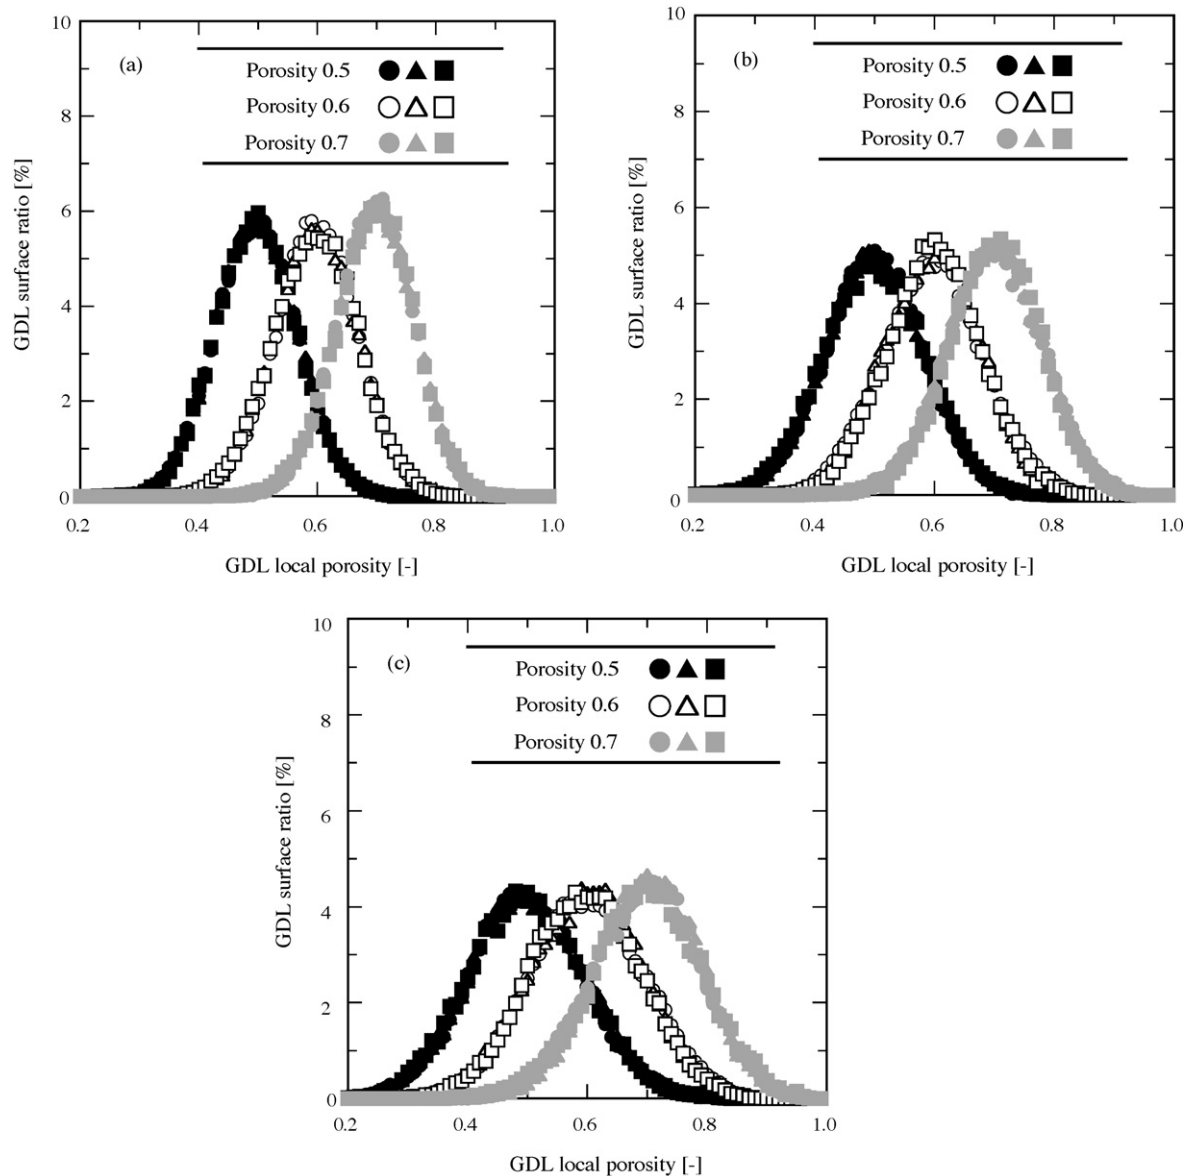 (a)
Porosity 0.5
Porosity 0.6
Porosity 0.7
GDL surface ratio [%]
10
8
6
4
2
0
0.2 0.4 0.6 0.8 1.0
GDL local porosity [-]
(b)
Porosity 0.5
Porosity 0.6
Porosity 0.7
GDL surface ratio [%]
10
8
6
4
2
0
0.2 0.4 0.6 0.8 1.0
GDL local porosity [-]
(c)
Porosity 0.5
Porosity 0.6
Porosity 0.7
GDL surface ratio [%]
10
8
6
4
2
0
0.2 0.4 0.6 0.8 1.0
GDL local porosity [-]